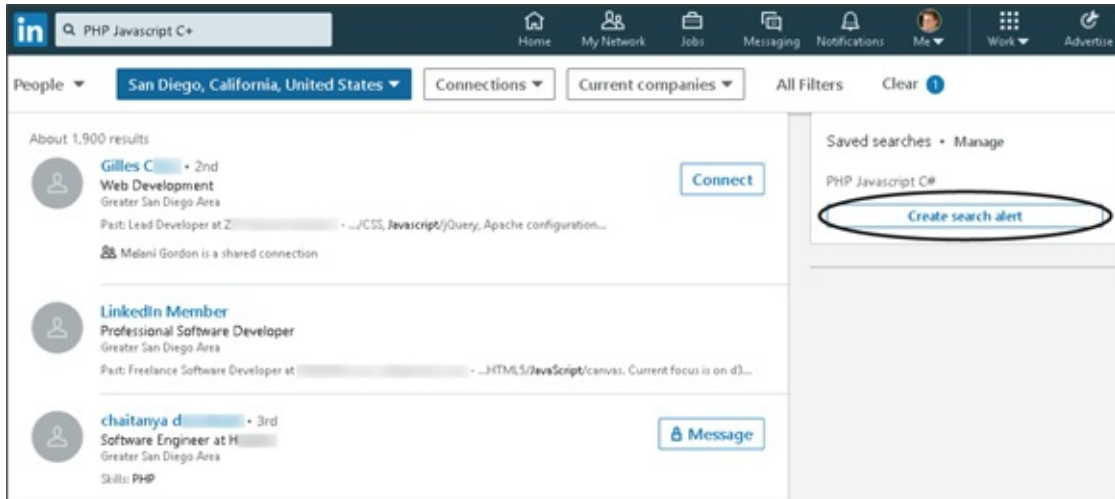 in PHP Javascript C+ Home My Network Jobs Messaging Notifications Me Work Advertise
People San Diego, California, United States Connections Current companies All Filters Clear 1
About 1,900 results
Gilles C • 2nd
Web Development
Greater San Diego Area
Past: Lead Developer at Z - .../CSS, Javascript/jQuery, Apache configuration...
Melani Gordon is a shared connection
Connect
LinkedIn Member
Professional Software Developer
Greater San Diego Area
Past: Freelance Software Developer at - ...HTML5/JavaScript/canvas. Current focus is on d3...
chaitanya d • 3rd
Software Engineer at H
Greater San Diego Area
Skills: PHP
Message
Saved searches • Manage
PHP Javascript C#
Create search alert